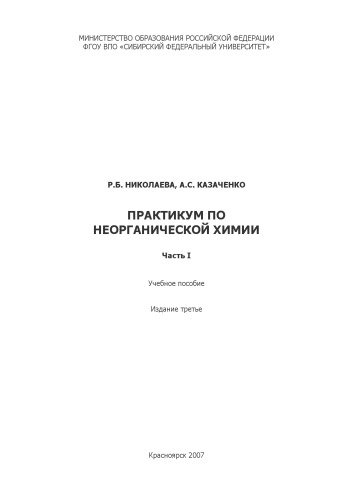 МИНИСТЕРСТВО ОБРАЗОВАНИЯ РОССИЙСКОЙ ФЕДЕРАЦИИ
ФГОУ ВПО «СИБИРСКИЙ ФЕДЕРАЛЬНЫЙ УНИВЕРСИТЕТ»
Р.Б. НИКОЛАЕВА, А.С. КАЗАЧЕНКО
ПРАКТИКУМ ПО
НЕОРГАНИЧЕСКОЙ ХИМИИ
Часть I
Учебное пособие
Издание третье
Красноярск 2007